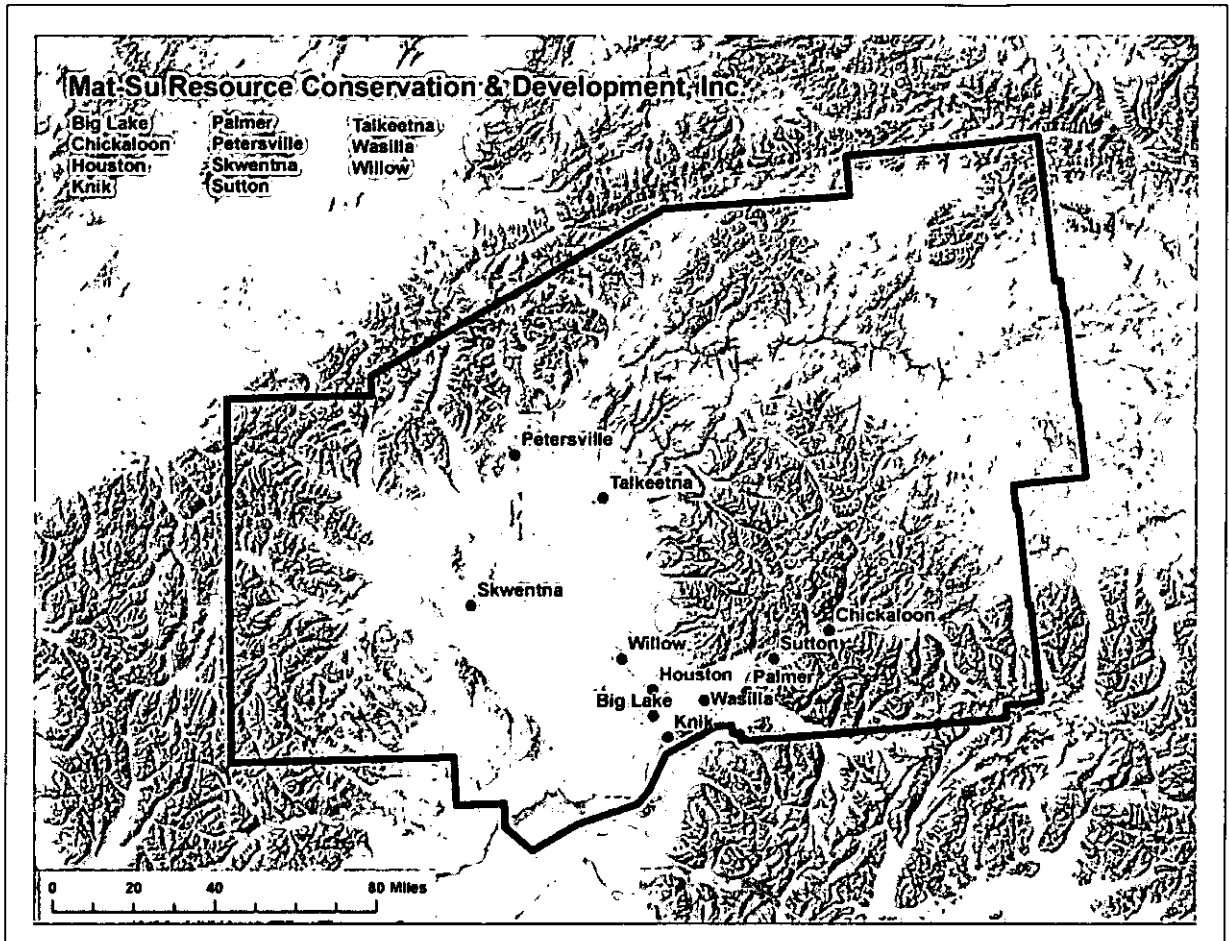 Mat-Su Resource Conservation & Development, Inc.
Big Lake Palmer Talkeetna
Chickaloon Petersville Wasilla
Houston Skwentna Willow
Knik Sutton
Petersville
Talkeetna
Skwentna
Chickaloon
Willow Sutton
Houston Palmer
Big Lake Wasilla
Knik
0 20 40 80 Miles